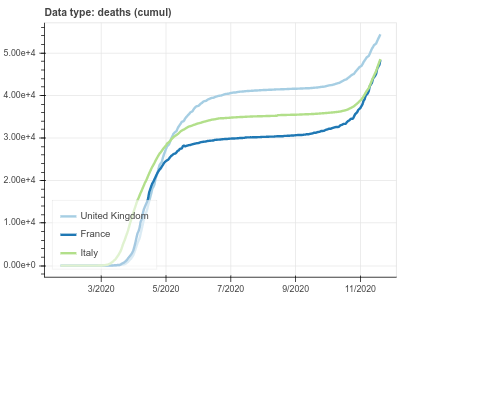 Data type: deaths (cumul)
5.00e+4
4.00e+4
3.00e+4
2.00e+4
1.00e+4
0.00e+0
United Kingdom
France
Italy
3/2020 5/2020 7/2020 9/2020 11/2020